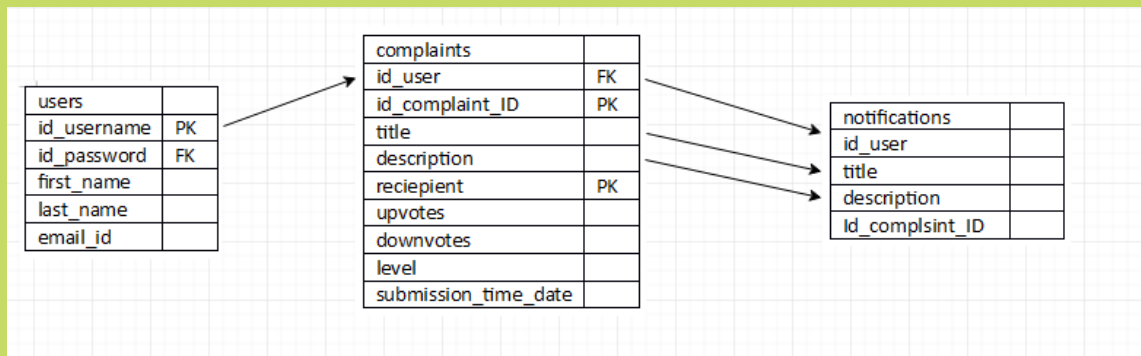 users
id_username PK
id_password FK
first_name
last_name
email_id
complaints
id_user FK
id_complaint_ID PK
title
description
reciepient PK
upvotes
downvotes
level
submission_time_date
notifications
id_user
title
description
Id_complsint_ID